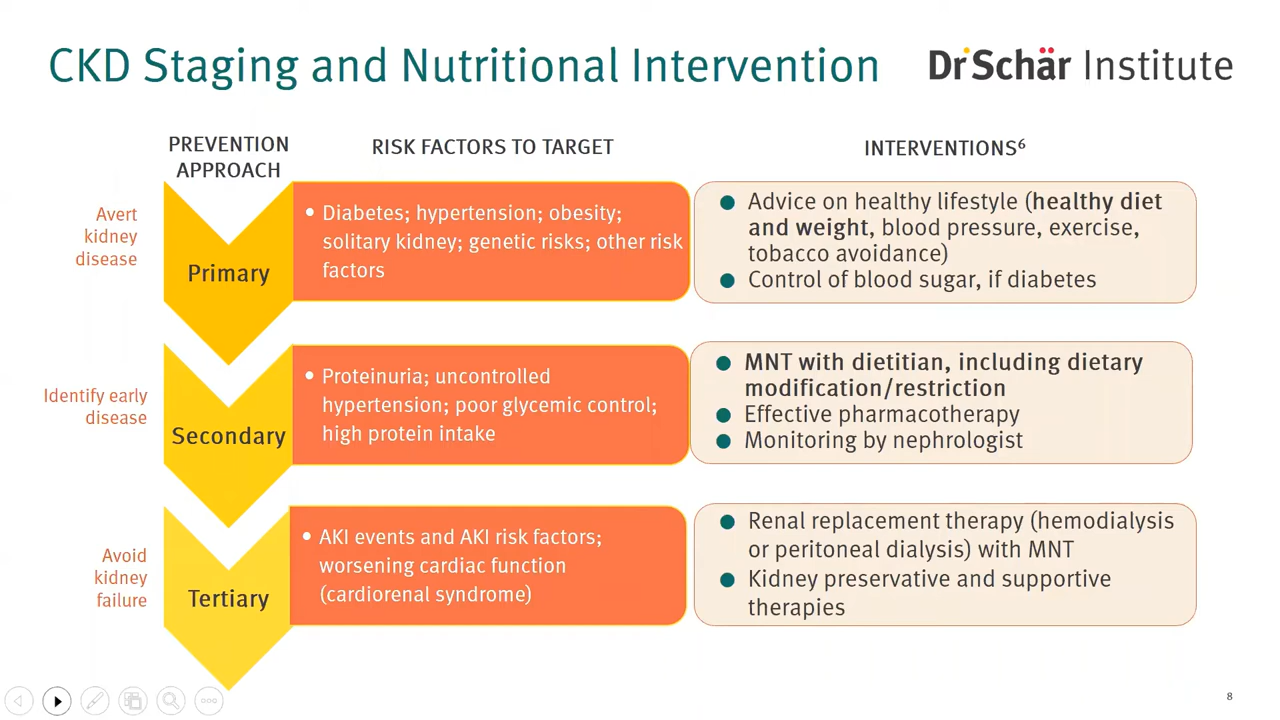 CKD Staging and Nutritional Intervention
Dr Schär Institute
PREVENTION
APPROACH
RISK FACTORS TO TARGET
INTERVENTIONS⁶
Avert
kidney
disease
Primary
• Diabetes; hypertension; obesity;
solitary kidney; genetic risks; other risk
factors
● Advice on healthy lifestyle (healthy diet
and weight, blood pressure, exercise,
tobacco avoidance)
● Control of blood sugar, if diabetes
Identify early
disease
Secondary
• Proteinuria; uncontrolled
hypertension; poor glycemic control;
high protein intake
● MNT with dietitian, including dietary
modification/restriction
● Effective pharmacotherapy
● Monitoring by nephrologist
Avoid
kidney
failure
Tertiary
• AKI events and AKI risk factors;
worsening cardiac function
(cardiorenal syndrome)
● Renal replacement therapy (hemodialysis
or peritoneal dialysis) with MNT
● Kidney preservative and supportive
therapies
8